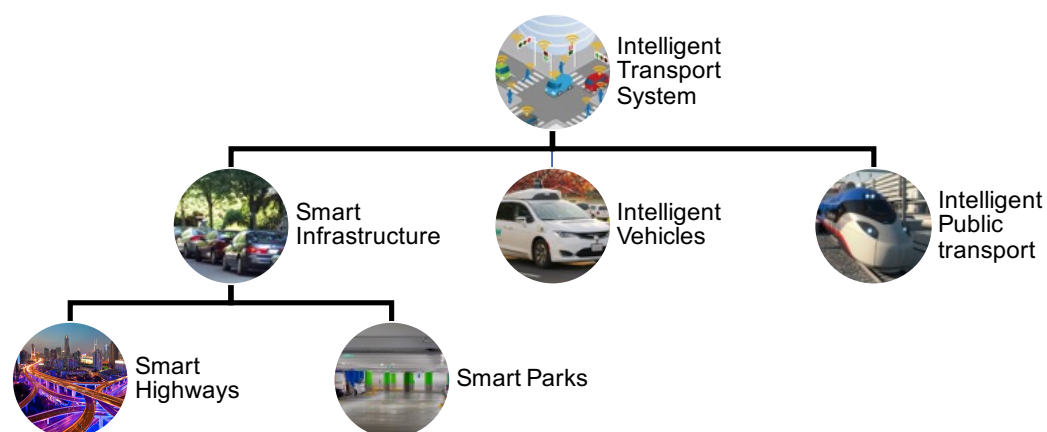 Intelligent
Transport
System
Smart
Infrastructure
Intelligent
Vehicles
Intelligent
Public
transport
Smart
Highways
Smart Parks